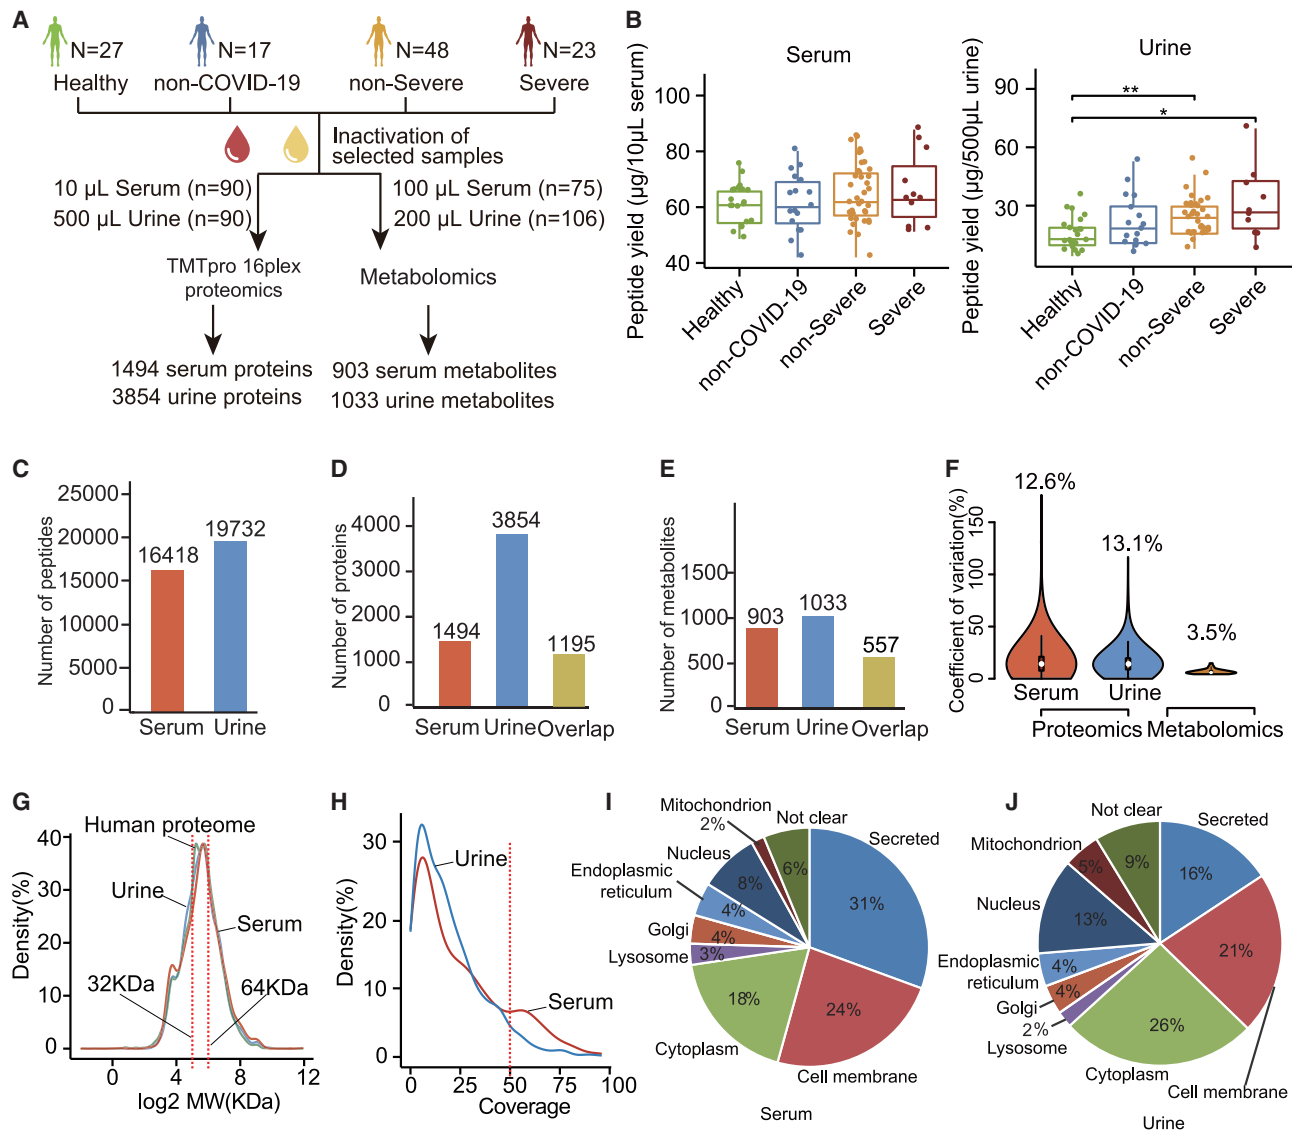 A
N=27
N=17
N=48
N=23
Healthy
non-COVID-19
non-Severe
Severe
Inactivation of
selected samples
10 µL Serum (n=90)
500 µL Urine (n=90)
100 µL Serum (n=75)
200 µL Urine (n=106)
TMTpro 16plex
proteomics
Metabolomics
1494 serum proteins
3854 urine proteins
903 serum metabolites
1033 urine metabolites
B
Serum
Peptide yield (µg/10µL serum)
100
80
60
40
Healthy
non-COVID-19
non-Severe
Severe
Urine
Peptide yield (µg/500µL urine)
90
60
30
**
*
Healthy
non-COVID-19
non-Severe
Severe
C
Number of peptides
25000
20000
15000
10000
5000
0
16418
19732
Serum
Urine
D
Number of proteins
4000
3000
2000
1000
0
1494
3854
1195
Serum
Urine
Overlap
E
Number of metabolites
1500
1000
500
0
903
1033
557
Serum
Urine
Overlap
F
Coefficient of variation(%)
150
100
50
0
12.6%
13.1%
3.5%
Serum
Urine
Proteomics
Metabolomics
G
Density(%)
40
30
20
10
0
Human proteome
Urine
Serum
32KDa
64KDa
0
4
8
12
log2 MW(KDa)
H
Density(%)
30
20
10
0
Urine
Serum
0
25
50
75
100
Coverage
I
Mitochondrion
2%
Not clear
6%
Secreted
31%
Nucleus
8%
Endoplasmic
reticulum
4%
Golgi
4%
Lysosome
3%
Cytoplasm
18%
Cell membrane
24%
Serum
J
Not clear
9%
Secreted
16%
Mitochondrion
5%
Nucleus
13%
Endoplasmic
reticulum
4%
Golgi
4%
2%
Lysosome
Cytoplasm
26%
Cell membrane
21%
Urine